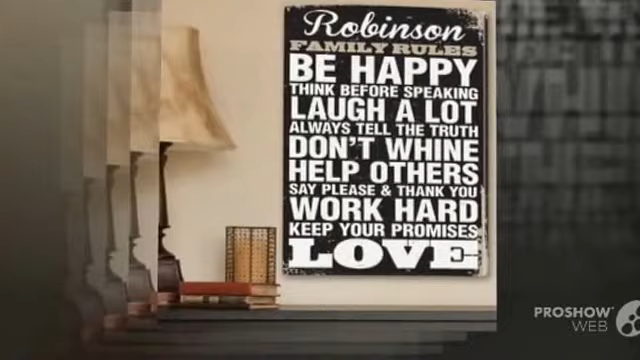 Robinson
FAMILY RULES
BE HAPPY
THINK BEFORE SPEAKING
LAUGH A LOT
ALWAYS TELL THE TRUTH
DON'T WHINE
HELP OTHERS
SAY PLEASE & THANK YOU
WORK HARD
KEEP YOUR PROMISES
LOVE
PROSHOW
WEB